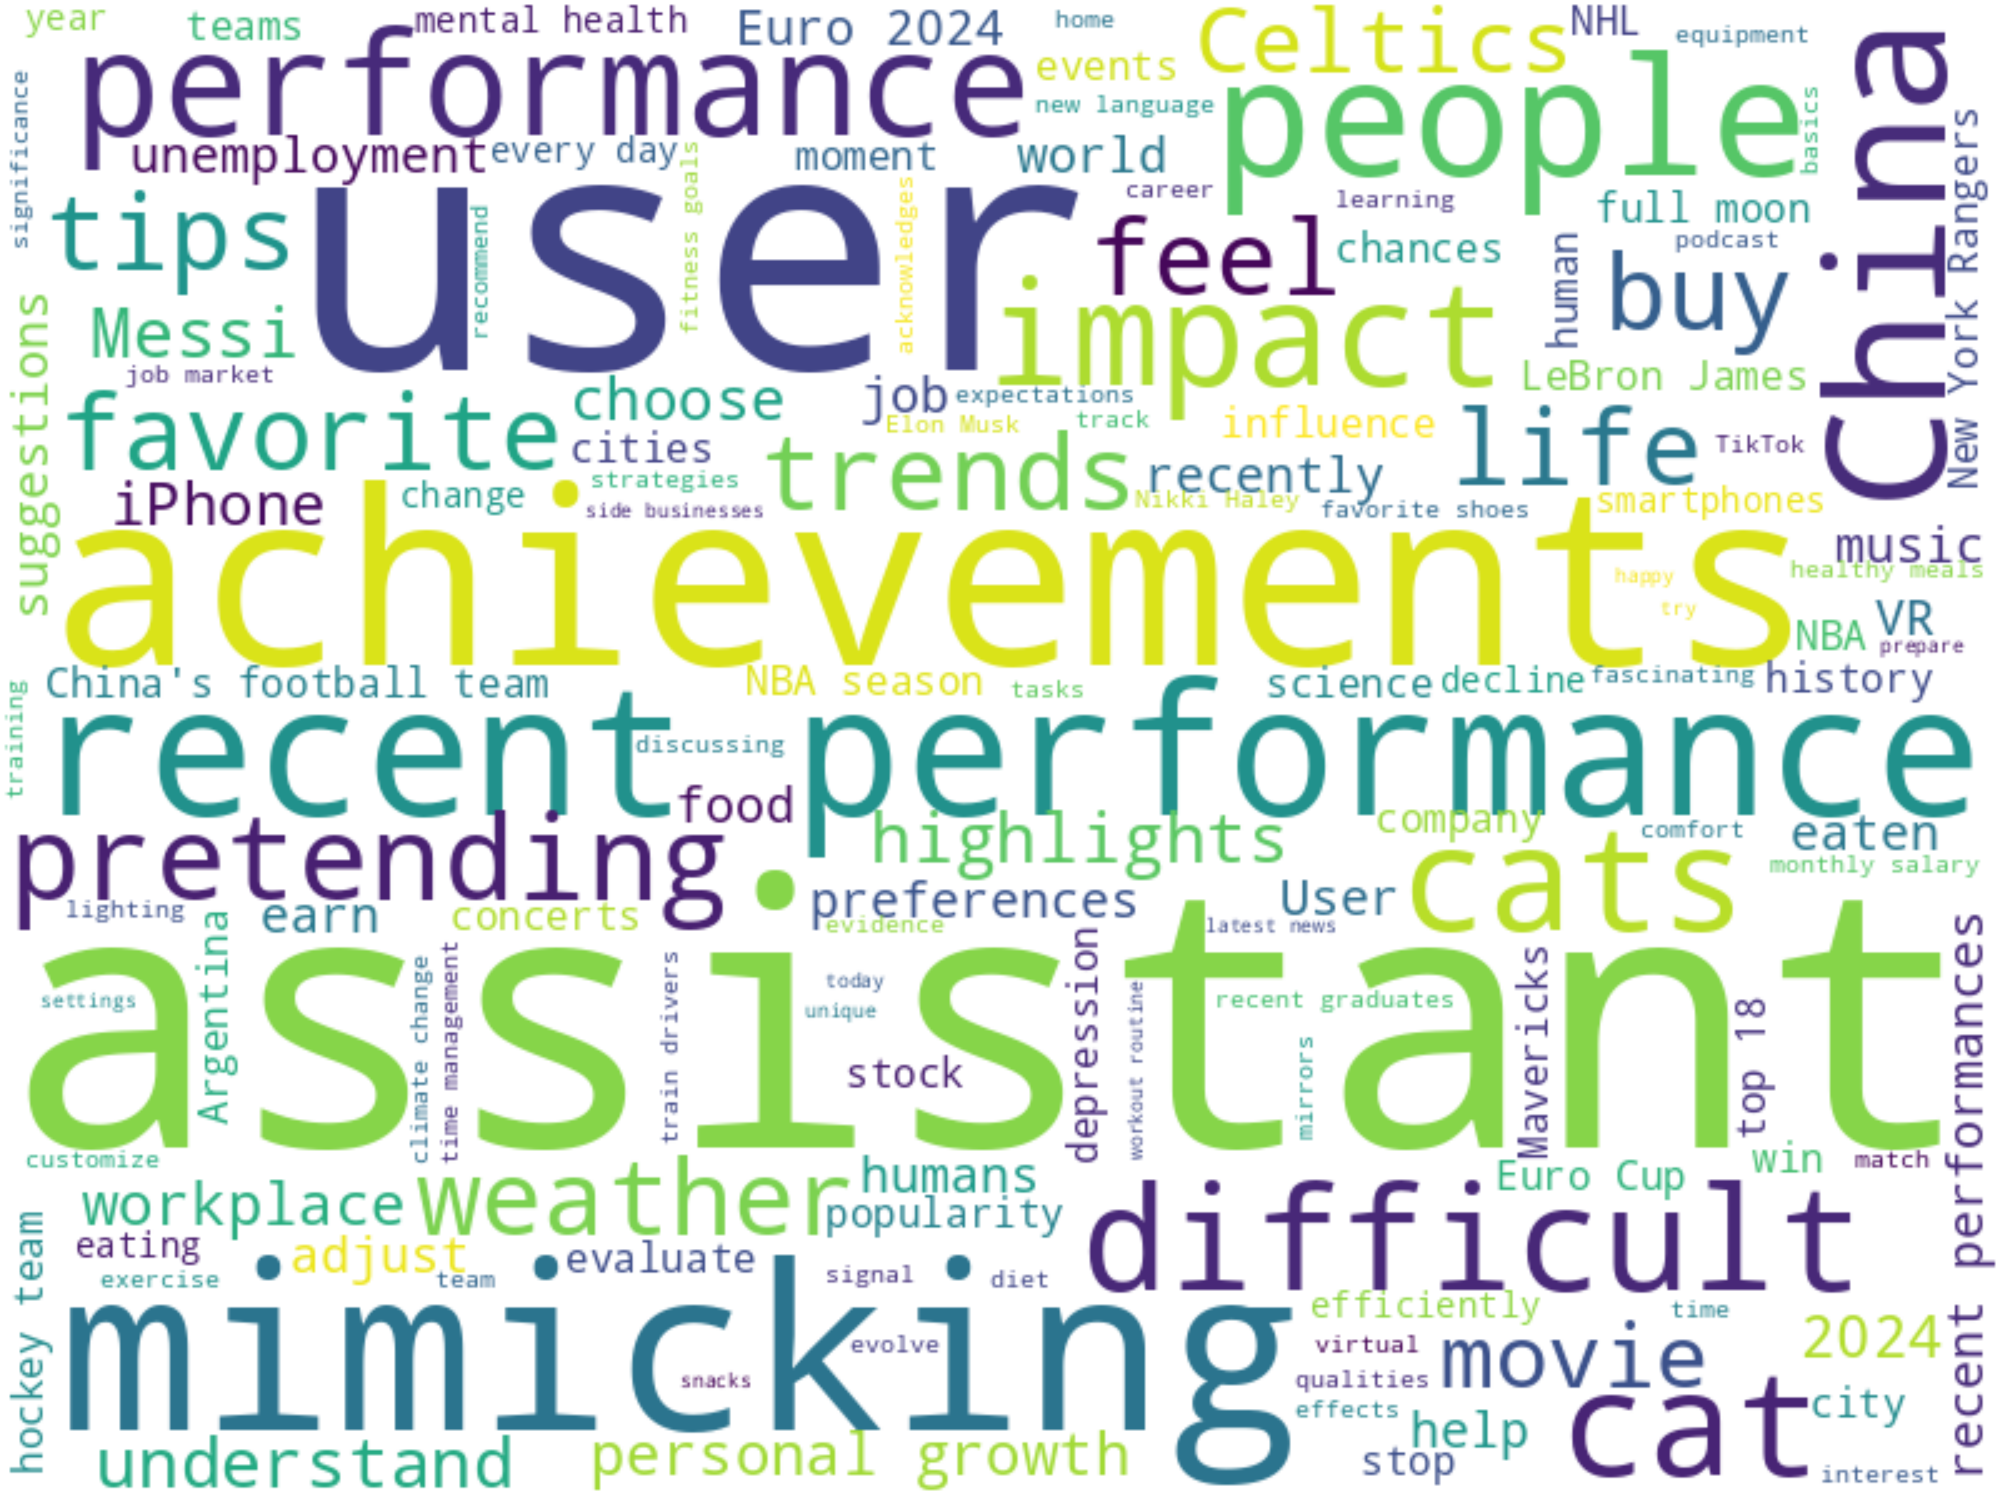 year
teams
mental health
Euro 2024
home
Celtics
NHL
equipment
performance
events
people
China
significance
new language
basics
New York Rangers
unemployment
every day
moment
world
fitness goals
tips
user
recommend
acknowledges
career
learning
full moon
feel
chances
podcast
human
buy
suggestions
Messi
impact
job market
LeBron James
favorite
choose
job
expectations
Elon Musk
track
influence
life
TikTok
cities
trends
recently
iPhone
change
strategies
side businesses
Nikki Haley
favorite shoes
smartphones
achievements
music
happy
healthy meals
try
NBA
VR
prepare
China's football team
NBA season
tasks
science
decline
fascinating
history
training
recent performance
discussing
food
pretending
highlights
company
comfort
eaten
cats
monthly salary
lighting
earn
concerts
preferences
evidence
User
latest news
recent performances
assistant
settings
Argentina
climate change
time management
train drivers
today
unique
stock
depression
workout routine
recent graduates
mirrors
Mavericks
top 18
customize
workplace
weather
humans
popularity
Euro Cup
win
match
difficult
hockey team
eating
exercise
adjust
team
evaluate
signal
diet
mimicking
efficiently
time
evolve
virtual
movie
2024
snacks
qualities
effects
cat
city
understand
personal growth
help
stop
interest